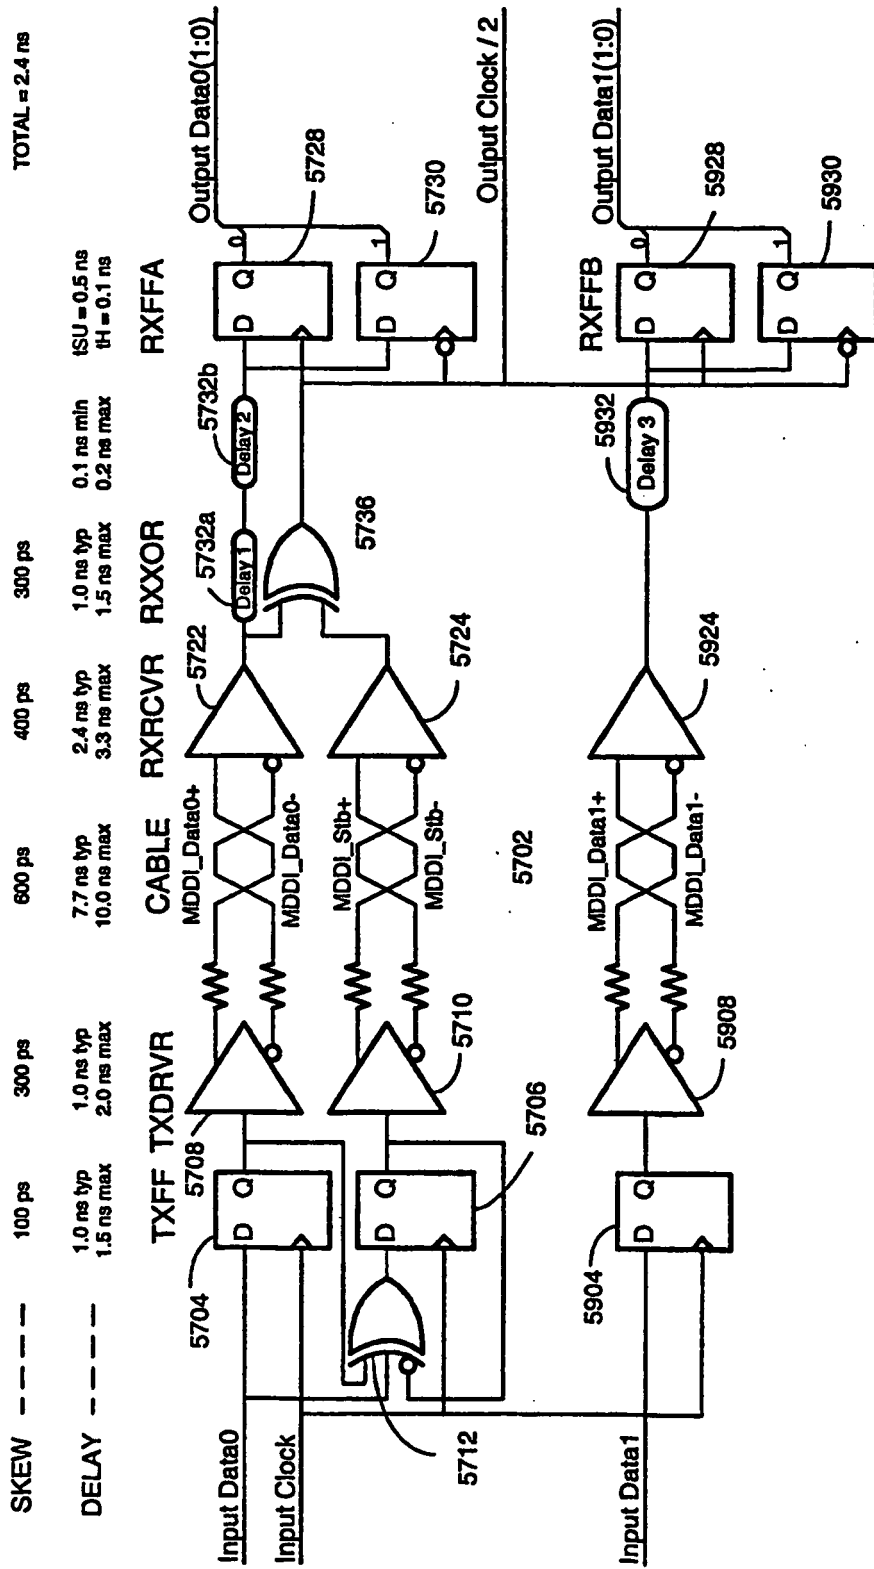 SKEW – – – – 100 ps 300 ps 600 ps 400 ps 300 ps TOTAL = 2.4 ns
DELAY – – – – 1.0 ns typ 1.0 ns typ 7.7 ns typ 2.4 ns typ 1.0 ns typ 0.1 ns min tSU = 0.5 ns
1.5 ns max 2.0 ns max 10.0 ns max 3.3 ns max 1.5 ns max 0.2 ns max tH = 0.1 ns
TXFF TXDRVR CABLE RXRCVR RXXOR RXFFA
5704
5708
MDDI_Data0+
5722
5732a
5732b
Output Data0(1:0)
Input Data0
D Q
Delay 1
Delay 2
D Q
0
5728
MDDI_Data0-
Input Clock
MDDI_Stb+
5736
5730
D Q
D Q
1
5712
5706
5710
MDDI_Stb-
5724
Output Clock / 2
5702
RXFFB
5904
MDDI_Data1+
5932
Output Data1(1:0)
Input Data1
D Q
Delay 3
D Q
0
5928
5908
MDDI_Data1-
5924
D Q
1
5930